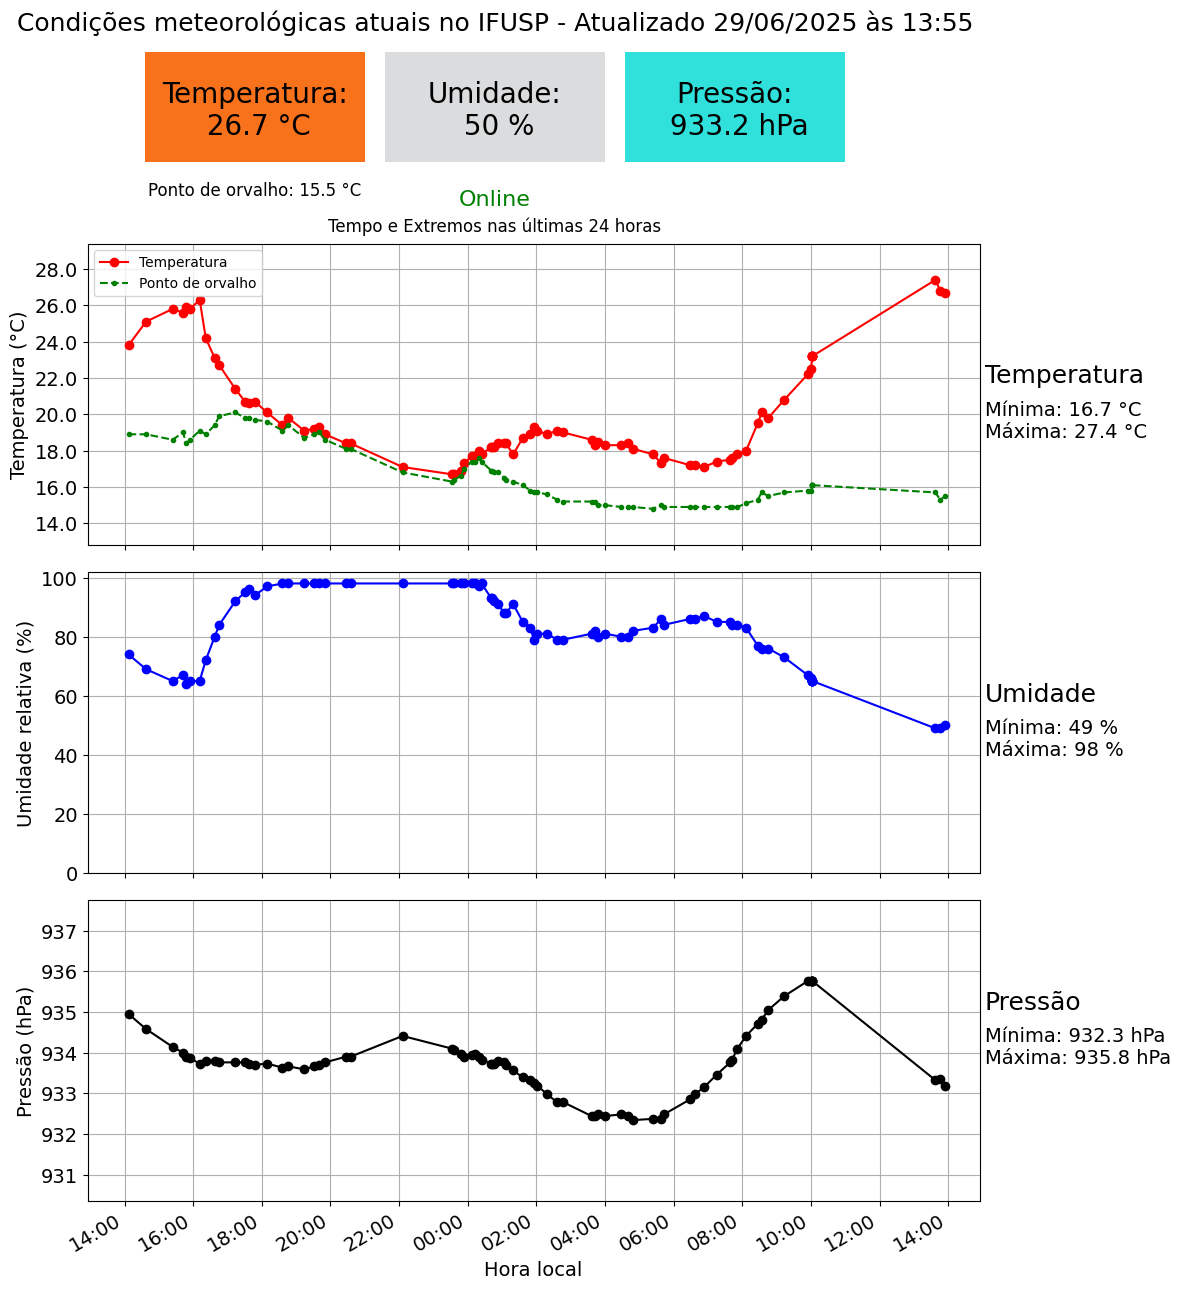 Condições meteorológicas atuais no IFUSP - Atualizado 29/06/2025 às 13:55
Temperatura:
26.7 °C
Umidade:
50 %
Pressão:
933.2 hPa
Ponto de orvalho: 15.5 °C
Online
Tempo e Extremos nas últimas 24 horas
Temperatura
Ponto de orvalho
Temperatura (°C)
28.0
26.0
24.0
22.0
20.0
18.0
16.0
14.0
Temperatura
Mínima: 16.7 °C
Máxima: 27.4 °C
Umidade relativa (%)
100
80
60
40
20
0
Umidade
Mínima: 49 %
Máxima: 98 %
Pressão (hPa)
937
936
935
934
933
932
931
Pressão
Mínima: 932.3 hPa
Máxima: 935.8 hPa
14:00
16:00
18:00
20:00
22:00
00:00
02:00
04:00
06:00
08:00
10:00
12:00
14:00
Hora local